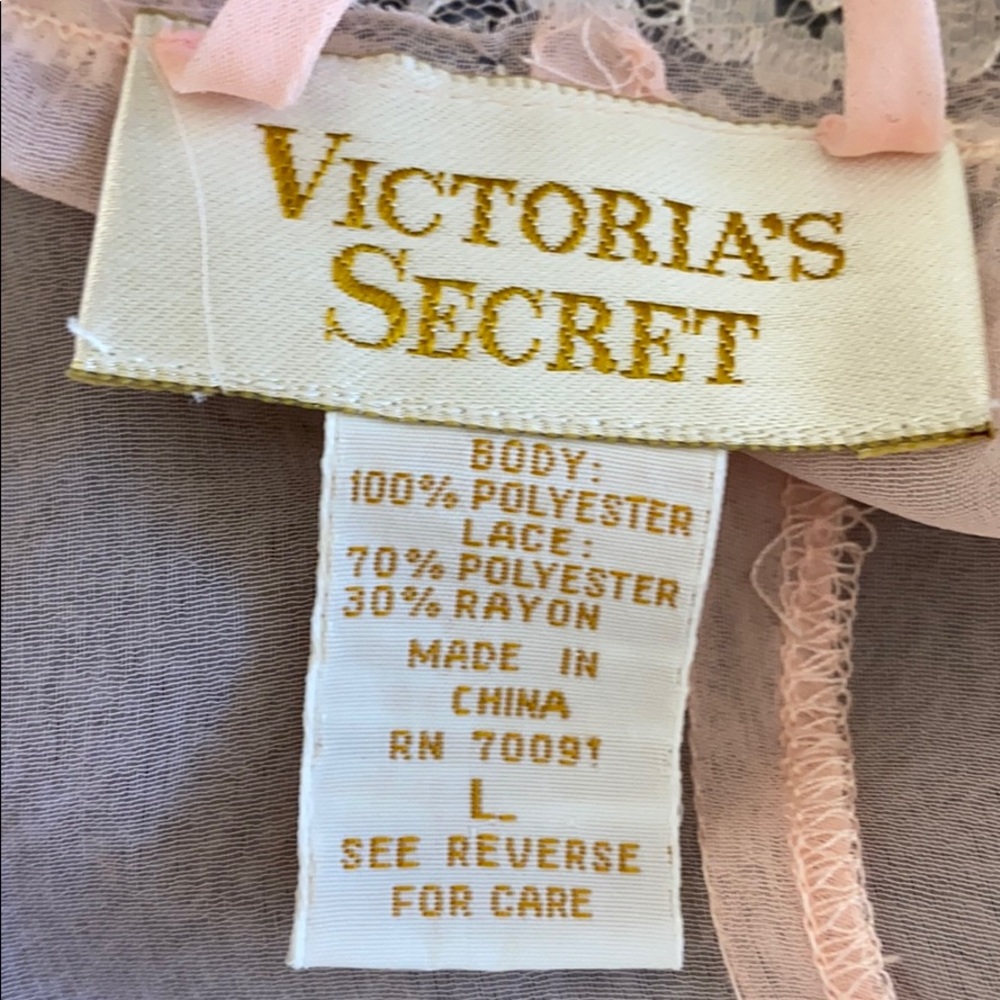 VICTORIA'S
SECRET
BODY:
100% POLYESTER
LACE:
70% POLYESTER
30% RAYON
MADE IN
CHINA
RN 70091
L
SEE REVERSE
FOR CARE